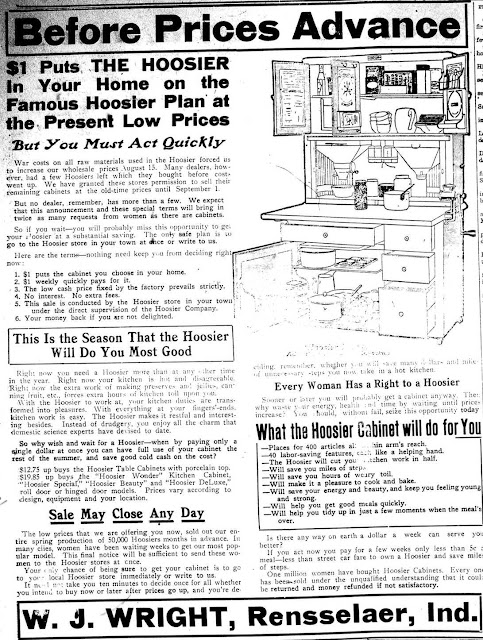 Before Prices Advance
$1 Puts THE HOOSIER
In Your Home on the
Famous Hoosier Plan at
the Present Low Prices
But You Must Act Quickly
War costs on all raw materials used in the Hoosier forced us
to increase our wholesale prices August 15. Many dealers, how-
ever, had a few Hoosiers left which they bought before cost-
went up. We have granted these stores permission to sell their
remaining cabinets at the old-time prices until September 1.
But no dealer, remember, has more than a few. We expect
that this announcement and these special terms will bring in
twice as many requests from women as there are cabinets.
So if you wait—you will probably miss this opportunity to get
your Hoosier at a substantial saving. The only safe plan is to
go to the Hoosier store in your town at once or write to us.
Here are the terms—nothing need keep you from deciding right
now:
1. $1 puts the cabinet you choose in your home.
2. $1 weekly quickly pays for it.
3. The low cash price fixed by the factory prevails strictly.
4. No interest. No extra fees.
5. This sale is conducted by the Hoosier store in your town
under the direct supervision of the Hoosier Company.
6. Your money back if you are not delighted.
This Is the Season That the Hoosier
Will Do You Most Good
Right now you need a Hoosier more than at any other time
in the year. Right now your kitchen is hot and disagreeable.
Right now the extra work of making preserves and jellies, can-
ning fruit, etc., forces extra hours of kitchen toil upon you.
With the Hoosier to work at, your kitchen duties are trans-
formed into pleasures. With everything at your fingers'-ends,
kitchen work is easy. The Hoosier makes it restful and interest-
ing besides. Instead of drudgery, you enjoy all the charm that
domestic science experts have devised to date.
So why wish and wait for a Hoosier—when by paying only a
single dollar at once you can have full use of your cabinet the
rest of the summer, and save good cold cash on the cost?
$12.75 up buys the Hoosier Table Cabinets with porcelain top.
$19.85 up buys the "Hoosier Wonder" Kitchen Cabinet,
"Hoosier Special," "Hoosier Beauty" and "Hoosier DeLuxe,"
roll door or hinged door models. Prices vary according to
design, equipment and your location.
Sale May Close Any Day
The low prices that we are offering you now, sold out our en-
tire spring production of 50,000 Hoosiers months in advance. In
many cities, women have been waiting weeks to get our most pop-
ular model. This final notice will be sufficient to send these wo-
men to the Hoosier stores at once.
Your only chance of being sure to get your cabinet is to go
to your local Hoosier store immediately or write to us.
It must not take you ten minutes to decide once for all whether
you intend to buy now or later after prices go up, and you're de-
ciding, remember, whether you will save many dollars and miles
of unnecessary steps you now take in a hot kitchen.
Every Woman Has a Right to a Hoosier
Sooner or later you will probably get a cabinet anyway. Then
why waste your energy, health and time by waiting until prices
increase? You should, without fail, seize this opportunity today
What the Hoosier Cabinet will do for You
—Places for 400 articles all within arm's reach.
—40 labor-saving features, each like a helping hand.
—The Hoosier will cut your kitchen work in half.
—Will save you miles of steps.
—Will save you hours of weary toil.
—Will make it a pleasure to cook and bake.
—Will save your energy and beauty, and keep you feeling young
and strong.
—Will help you get good meals quickly.
—Will help you tidy up in just a few moments when the meal's
over.
Is there any way on earth a dollar a week can serve you
better?
If act now you pay for a few weeks only less than 5c a
meal—less than street car fare to own a Hoosier and save miles
of steps.
One million women have bought Hoosier Cabinets. Every one
has been sold under the unqualified understanding that it could
be returned and money refunded if not satisfactory.
W. J. WRIGHT, Rensselaer, Ind.